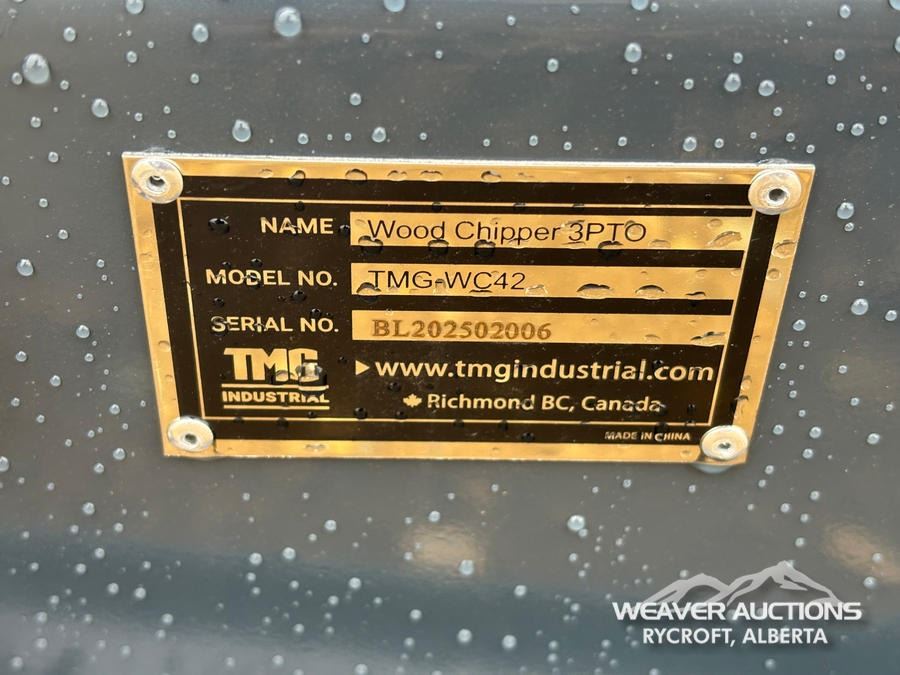 NAME Wood Chipper 3PTO
MODEL NO. TMG-WC42
SERIAL NO. BL202502006
TMG
INDUSTRIAL
www.tmgindustrial.com
Richmond BC, Canada
MADE IN CHINA
WEAVER AUCTIONS
RYCROFT, ALBERTA